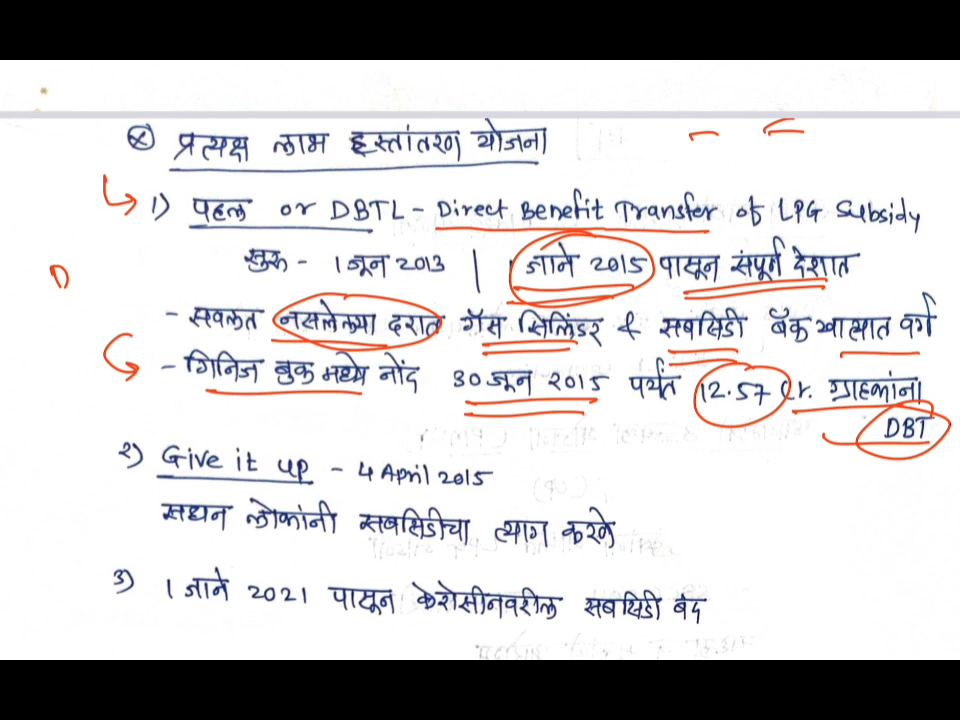 ⊗ प्रत्यक्ष लाभ हस्तांतरण योजना
1) पहल or DBTL - Direct Benefit Transfer of LPG Subsidy
सुरू - 1 जून 2013 | 1 जाने 2015 पासून संपूर्ण देशात
- सवलत नसलेल्या दरात गॅस सिलिंडर & सबसिडी बँक खात्यात वर्ग
- गिनिज बुक मध्ये नोंद 30 जून 2015 पर्यंत 12.57 Cr. ग्राहकांना
DBT
2) Give it up - 4 April 2015
सधन लोकांनी सबसिडीचा त्याग करणे
3) 1 जाने 2021 पासून केरोसीनवरील सबसिडी बंद